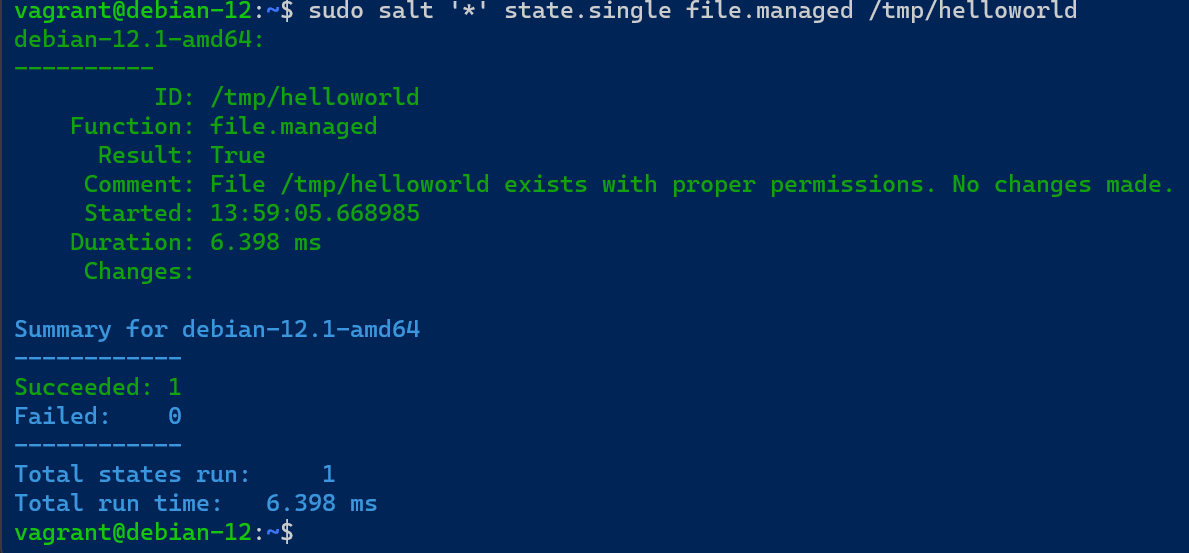 vagrant@debian-12:~$ sudo salt '*' state.single file.managed /tmp/helloworld
debian-12.1-amd64:
----------
          ID: /tmp/helloworld
    Function: file.managed
      Result: True
     Comment: File /tmp/helloworld exists with proper permissions. No changes made.
     Started: 13:59:05.668985
    Duration: 6.398 ms
     Changes:

Summary for debian-12.1-amd64
------------
Succeeded: 1
Failed:    0
------------
Total states run:     1
Total run time:   6.398 ms
vagrant@debian-12:~$